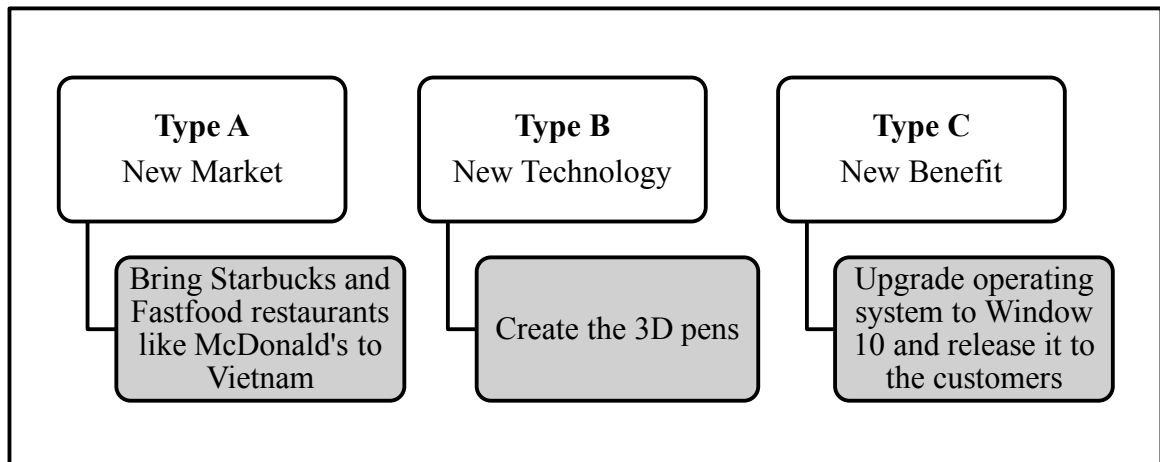 Type A
New Market
Bring Starbucks and
Fastfood restaurants
like McDonald's to
Vietnam
Type B
New Technology
Create the 3D pens
Type C
New Benefit
Upgrade operating
system to Window
10 and release it to
the customers